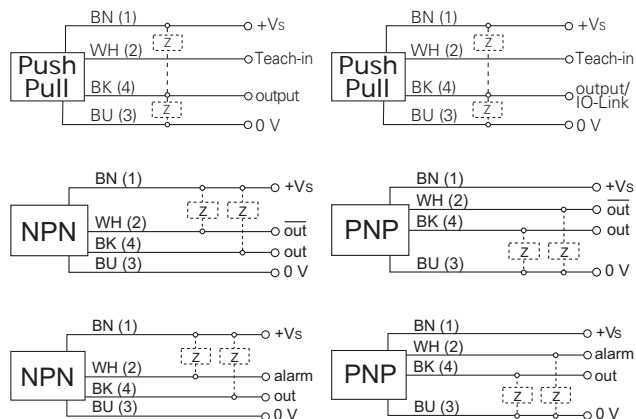 BN (1) +Vs
Z
WH (2) Teach-in
Push
Pull
BK (4) output
Z
BU (3) 0 V
BN (1) +Vs
Z
WH (2) Teach-in
Push
Pull
BK (4) output/
IO-Link
Z
BU (3) 0 V
BN (1) +Vs
Z Z
WH (2) out
NPN
BK (4) out
BU (3) 0 V
BN (1) +Vs
WH (2) out
BK (4) out
PNP
Z Z
BU (3) 0 V
BN (1) +Vs
Z Z
WH (2) alarm
NPN
BK (4) out
BU (3) 0 V
BN (1) +Vs
WH (2) alarm
BK (4) out
PNP
Z Z
BU (3) 0 V